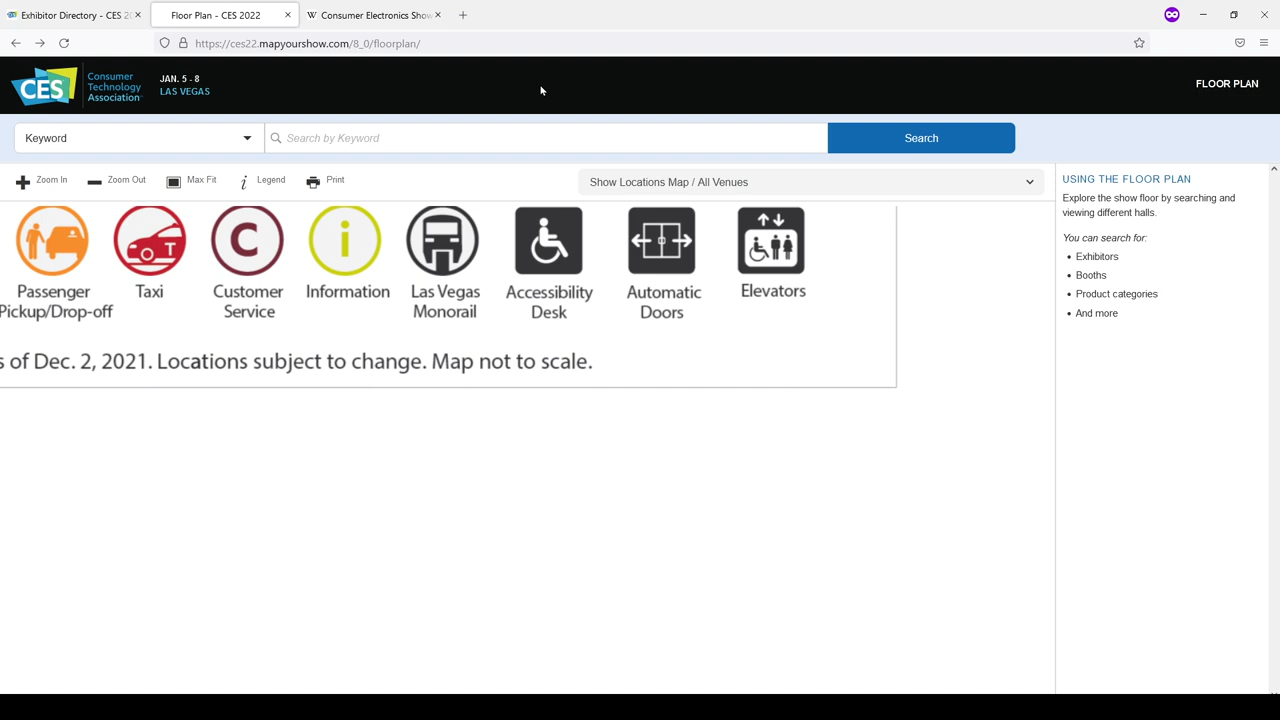 Exhibitor Directory - CES 20
Floor Plan - CES 2022
Consumer Electronics Show
https://ces22.mapyourshow.com/8_0/floorplan/
CES
Consumer
Technology
Association
JAN. 5 - 8
LAS VEGAS
FLOOR PLAN
Keyword
Search by Keyword
Search
Zoom In
Zoom Out
Max Fit
Legend
Print
Show Locations Map / All Venues
USING THE FLOOR PLAN
Explore the show floor by searching and
viewing different halls.
You can search for:
• Exhibitors
• Booths
• Product categories
• And more
T
C
i
Passenger
Pickup/Drop-off
Taxi
Customer
Service
Information
Las Vegas
Monorail
Accessibility
Desk
Automatic
Doors
Elevators
s of Dec. 2, 2021. Locations subject to change. Map not to scale.